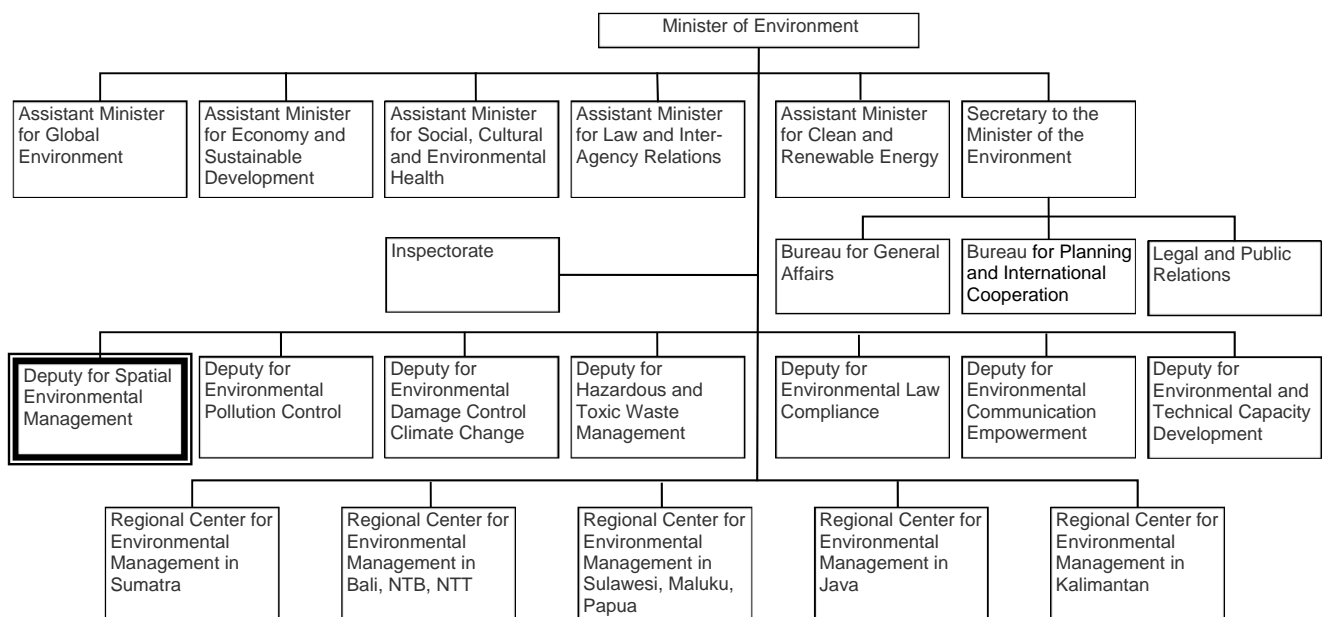 Minister of Environment
Assistant Minister
for Global
Environment
Assistant Minister
for Economy and
Sustainable
Development
Assistant Minister
for Social, Cultural
and Environmental
Health
Assistant Minister
for Law and Inter-
Agency Relations
Assistant Minister
for Clean and
Renewable Energy
Secretary to the
Minister of the
Environment
Inspectorate
Bureau for General
Affairs
Bureau for Planning
and International
Cooperation
Legal and Public
Relations
Deputy for Spatial
Environmental
Management
Deputy for
Environmental
Pollution Control
Deputy for
Environmental
Damage Control
Climate Change
Deputy for
Hazardous and
Toxic Waste
Management
Deputy for
Environmental Law
Compliance
Deputy for
Environmental
Communication
Empowerment
Deputy for
Environmental and
Technical Capacity
Development
Regional Center for
Environmental
Management in
Sumatra
Regional Center for
Environmental
Management in
Bali, NTB, NTT
Regional Center for
Environmental
Management in
Sulawesi, Maluku,
Papua
Regional Center for
Environmental
Management in
Java
Regional Center for
Environmental
Management in
Kalimantan